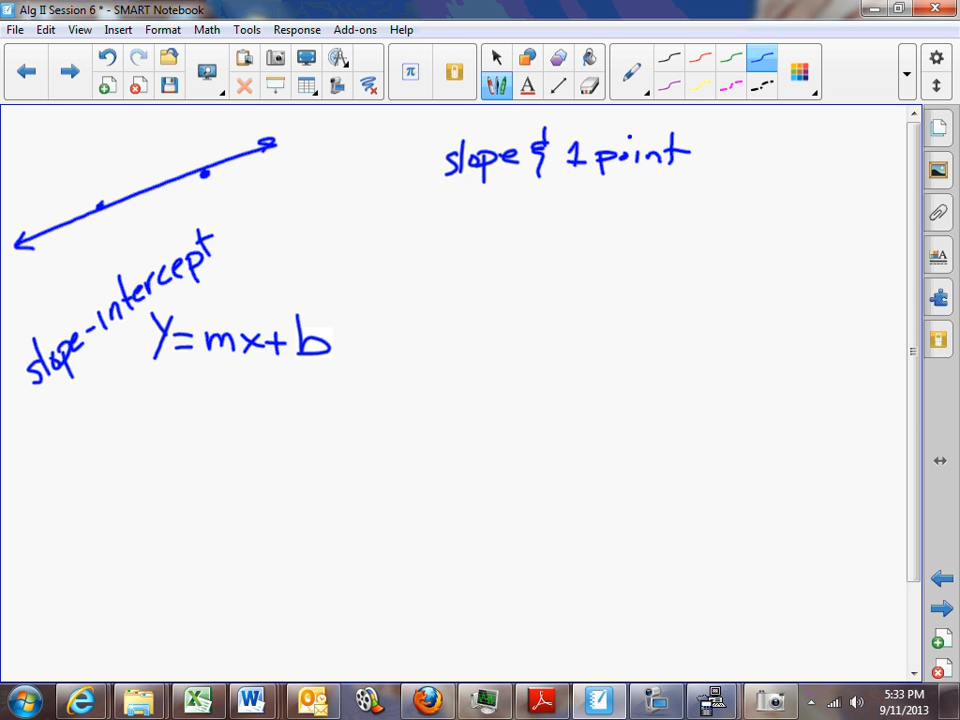 Alg II Session 6 * - SMART Notebook
File Edit View Insert Format Math Tools Response Add-ons Help
slope & 1 point
slope-intercept
y=mx+b
5:33 PM
9/11/2013